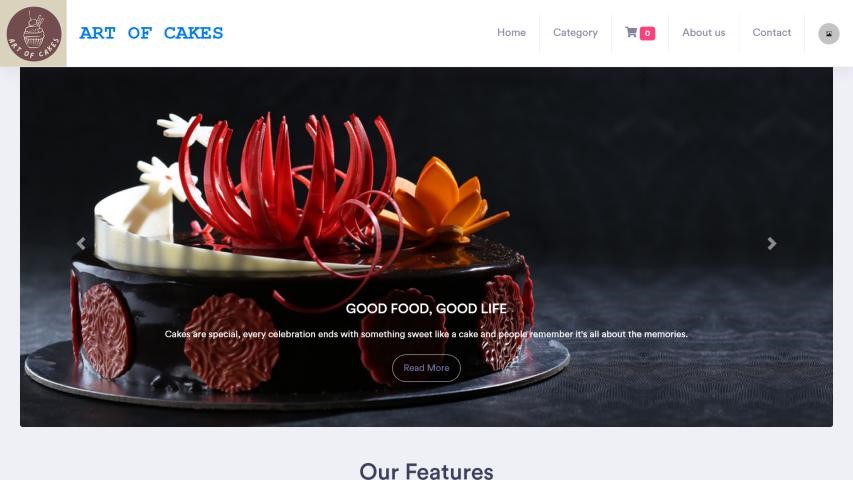 ART OF CAKES
ART OF CAKES
Home
Category
0
About us
Contact
GOOD FOOD, GOOD LIFE
Cakes are special, every celebration ends with something sweet like a cake and people remember it's all about the memories.
Read More
Our Features